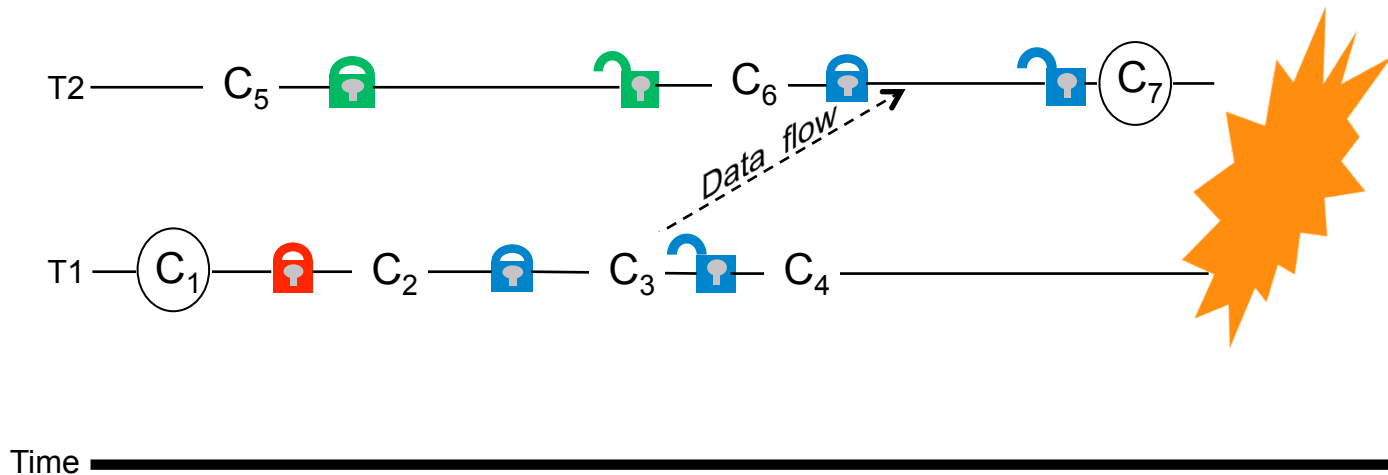 T2 C₅ C₆ C₇
Data flow
T1 C₁ C₂ C₃ C₄
Time